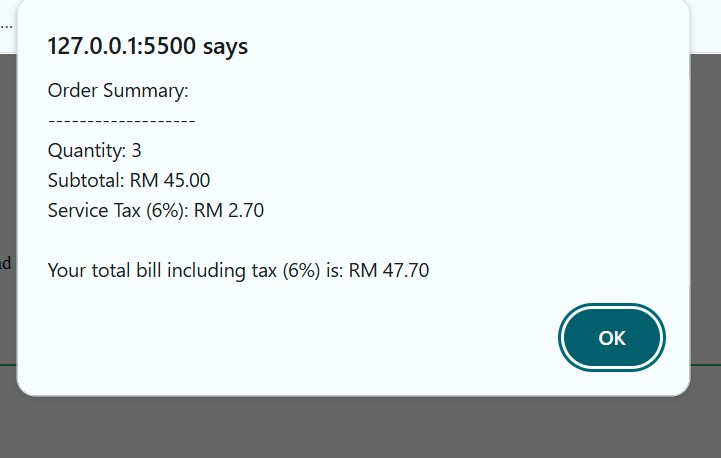 ...
127.0.0.1:5500 says
Order Summary:
-------------------
Quantity: 3
Subtotal: RM 45.00
Service Tax (6%): RM 2.70
Your total bill including tax (6%) is: RM 47.70
OK